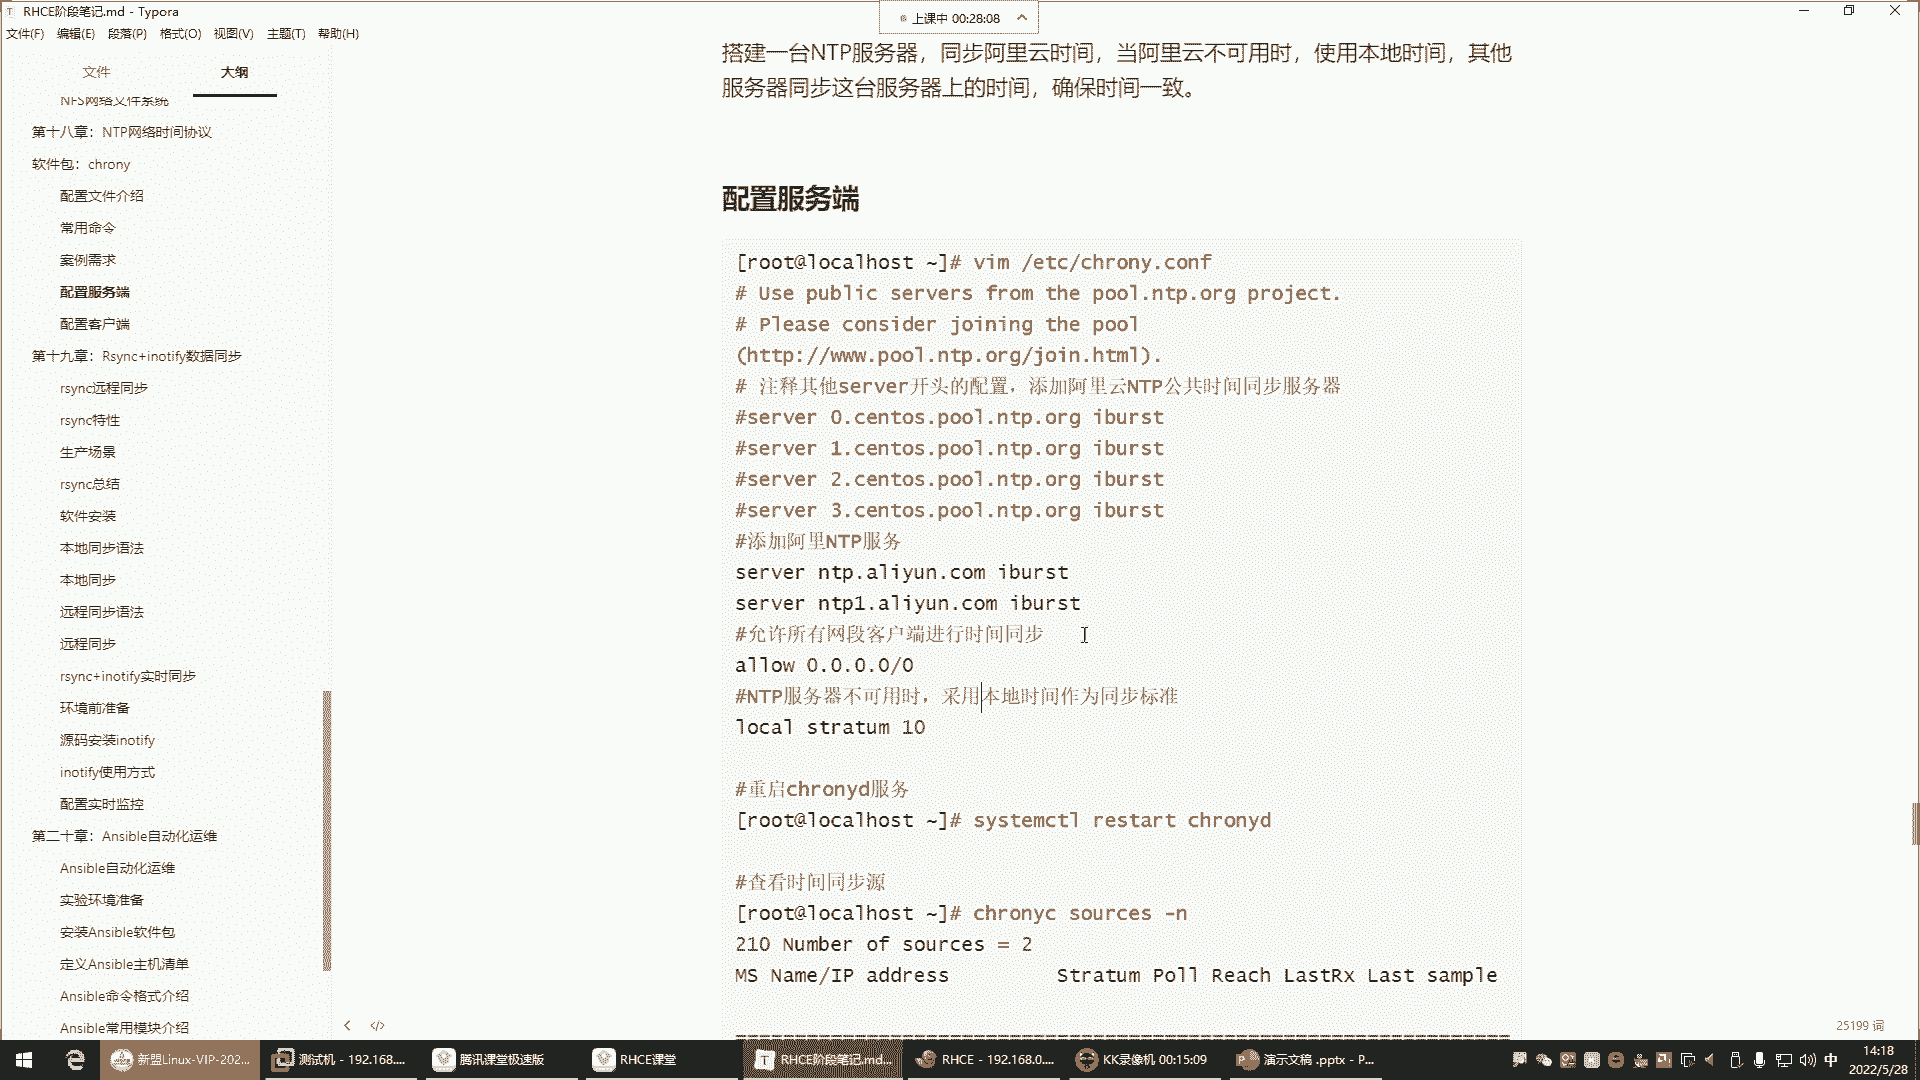 RHCE阶段笔记.md - Typora
上课中 00:28:08
文件(F) 编辑(E) 段落(P) 格式(O) 视图(V) 主题(T) 帮助(H)
文件 大纲
NFS网络文件系统
第十八章：NTP网络时间协议
软件包：chrony
配置文件介绍
常用命令
案例需求
配置服务端
配置客户端
第十九章：Rsync+inotify数据同步
rsync远程同步
rsync特性
生产场景
rsync总结
软件安装
本地同步语法
本地同步
远程同步语法
远程同步
rsync+inotify实时同步
环境前准备
源码安装inotify
inotify使用方式
配置实时监控
第二十章：Ansible自动化运维
Ansible自动化运维
实验环境准备
安装Ansible软件包
定义Ansible主机清单
Ansible命令格式介绍
Ansible常用模块介绍
搭建一台NTP服务器，同步阿里云时间，当阿里云不可用时，使用本地时间，其他
服务器同步这台服务器上的时间，确保时间一致。
配置服务端
[root@localhost ~]# vim /etc/chrony.conf
# Use public servers from the pool.ntp.org project.
# Please consider joining the pool
(http://www.pool.ntp.org/join.html).
# 注释其他server开头的配置，添加阿里云NTP公共时间同步服务器
#server 0.centos.pool.ntp.org iburst
#server 1.centos.pool.ntp.org iburst
#server 2.centos.pool.ntp.org iburst
#server 3.centos.pool.ntp.org iburst
#添加阿里NTP服务
server ntp.aliyun.com iburst
server ntp1.aliyun.com iburst
#允许所有网段客户端进行时间同步
allow 0.0.0.0/0
#NTP服务器不可用时，采用本地时间作为同步标准
local stratum 10
#重启chronyd服务
[root@localhost ~]# systemctl restart chronyd
#查看时间同步源
[root@localhost ~]# chronyc sources -n
210 Number of sources = 2
MS Name/IP address Stratum Poll Reach LastRx Last sample
===============================================================
25199 词
新盟Linux-VIP-202...
测试机 - 192.168....
腾讯课堂极速版
RHCE课堂
RHCE阶段笔记.md...
RHCE - 192.168.0....
KK录像机 00:15:09
演示文稿 .pptx - P...
中
14:18
2022/5/28